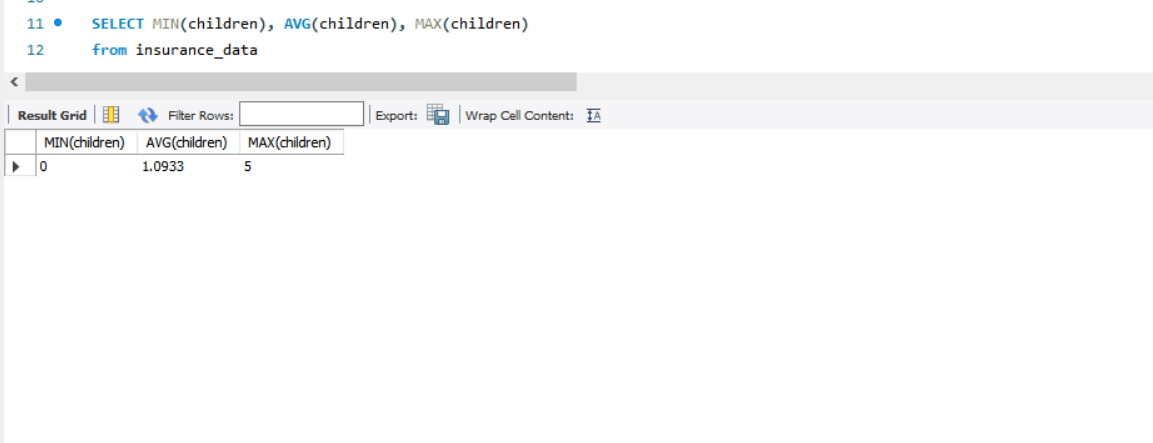 11 SELECT MIN(children), AVG(children), MAX(children)
12 from insurance_data
Result Grid Filter Rows: Export: Wrap Cell Content: IA
MIN(children) AVG(children) MAX(children)
0 1.0933 5